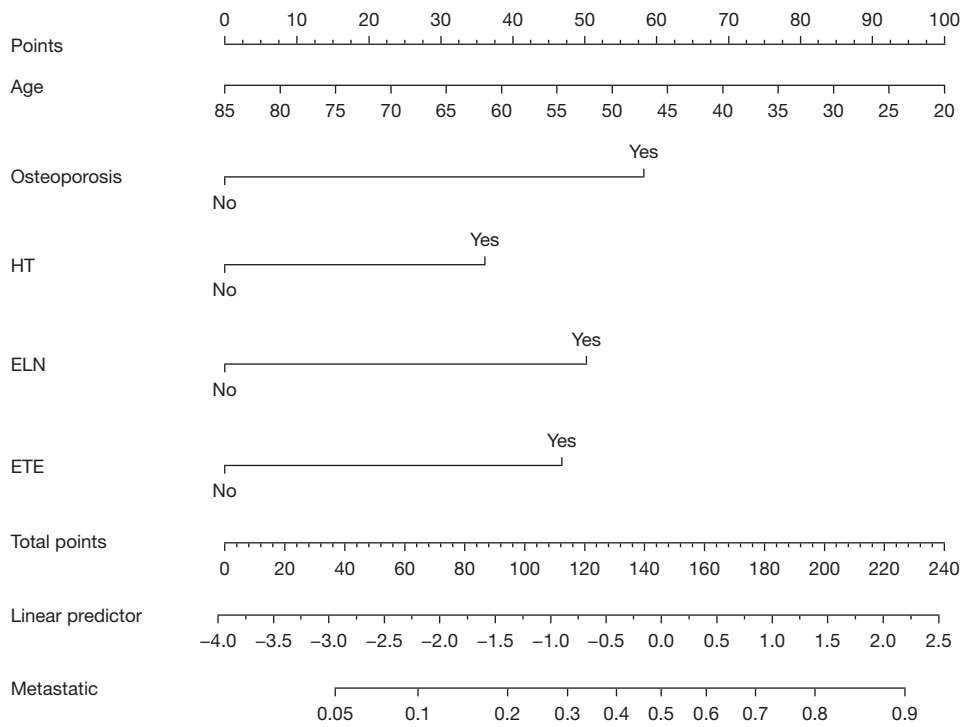 0 10 20 30 40 50 60 70 80 90 100
Points
Age
85 80 75 70 65 60 55 50 45 40 35 30 25 20
Yes
Osteoporosis
No
Yes
HT
No
Yes
ELN
No
Yes
ETE
No
Total points
0 20 40 60 80 100 120 140 160 180 200 220 240
Linear predictor
−4.0 −3.5 −3.0 −2.5 −2.0 −1.5 −1.0 −0.5 0.0 0.5 1.0 1.5 2.0 2.5
Metastatic
0.05 0.1 0.2 0.3 0.4 0.5 0.6 0.7 0.8 0.9